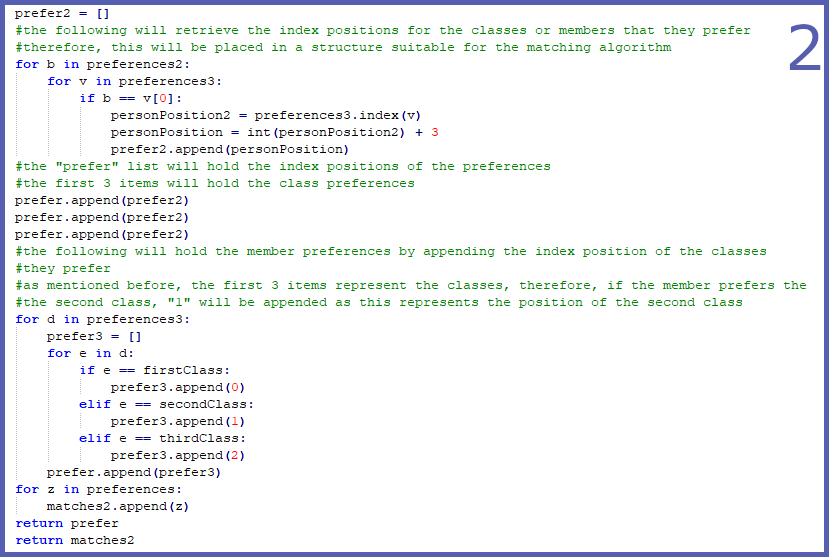 prefer2 = []
#the following will retrieve the index positions for the classes or members that they prefer
#therefore, this will be placed in a structure suitable for the matching algorithm
2
for b in preferences2:
    for v in preferences3:
        if b == v[0]:
            personPosition2 = preferences3.index(v)
            personPosition = int(personPosition2) + 3
            prefer2.append(personPosition)
#the "prefer" list will hold the index positions of the preferences
#the first 3 items will hold the class preferences
prefer.append(prefer2)
prefer.append(prefer2)
prefer.append(prefer2)
#the following will hold the member preferences by appending the index position of the classes
#they prefer
#as mentioned before, the first 3 items represent the classes, therefore, if the member prefers the
#the second class, "1" will be appended as this represents the position of the second class
for d in preferences3:
    prefer3 = []
    for e in d:
        if e == firstClass:
            prefer3.append(0)
        elif e == secondClass:
            prefer3.append(1)
        elif e == thirdClass:
            prefer3.append(2)
    prefer.append(prefer3)
for z in preferences:
    matches2.append(z)
return prefer
return matches2